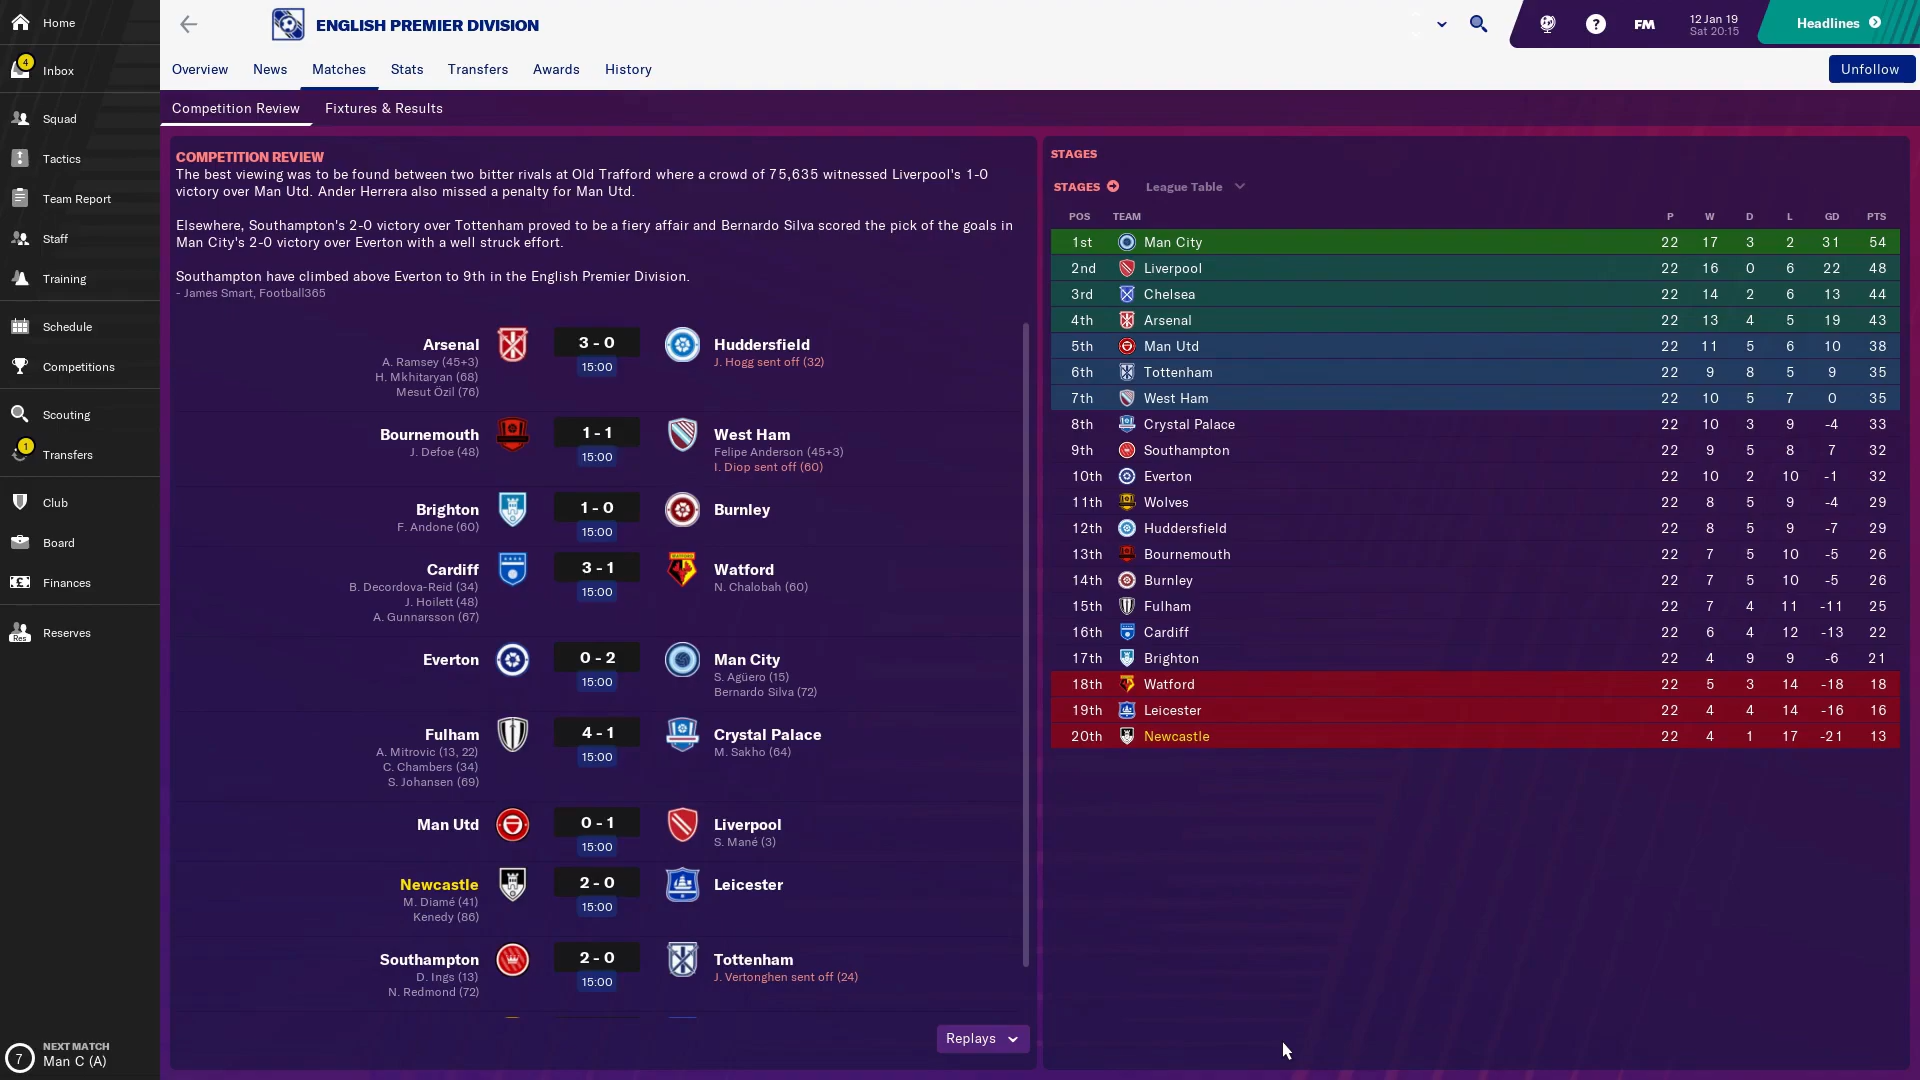 Home
4
Inbox
Squad
Tactics
Team Report
Staff
Training
Schedule
Competitions
Scouting
1
Transfers
Club
Board
Finances
Res
Reserves
7
NEXT MATCH
Man C (A)
ENGLISH PREMIER DIVISION
?
FM
12 Jan 19
Sat 20:15
Headlines
Overview News Matches Stats Transfers Awards History
Unfollow
Competition Review Fixtures & Results
COMPETITION REVIEW
The best viewing was to be found between two bitter rivals at Old Trafford where a crowd of 75,635 witnessed Liverpool's 1-0
victory over Man Utd. Ander Herrera also missed a penalty for Man Utd.
Elsewhere, Southampton's 2-0 victory over Tottenham proved to be a fiery affair and Bernardo Silva scored the pick of the goals in
Man City's 2-0 victory over Everton with a well struck effort.
Southampton have climbed above Everton to 9th in the English Premier Division.
- James Smart, Football365
Arsenal 3 - 0 Huddersfield
A. Ramsey (45+3) 15:00 J. Hogg sent off (32)
H. Mkhitaryan (68)
Mesut Özil (76)
Bournemouth 1 - 1 West Ham
J. Defoe (48) 15:00 Felipe Anderson (45+3)
I. Diop sent off (60)
Brighton 1 - 0 Burnley
F. Andone (60) 15:00
Cardiff 3 - 1 Watford
B. Decordova-Reid (34) 15:00 N. Chalobah (60)
J. Hoilett (48)
A. Gunnarsson (67)
Everton 0 - 2 Man City
15:00 S. Agüero (15)
Bernardo Silva (72)
Fulham 4 - 1 Crystal Palace
A. Mitrovic (13, 22) 15:00 M. Sakho (64)
C. Chambers (34)
S. Johansen (69)
Man Utd 0 - 1 Liverpool
15:00 S. Mané (3)
Newcastle 2 - 0 Leicester
M. Diamé (41) 15:00
Kenedy (86)
Southampton 2 - 0 Tottenham
D. Ings (13) 15:00 J. Vertonghen sent off (24)
N. Redmond (72)
Replays
STAGES
STAGES League Table
POS TEAM P W D L GD PTS
1st Man City 22 17 3 2 31 54
2nd Liverpool 22 16 0 6 22 48
3rd Chelsea 22 14 2 6 13 44
4th Arsenal 22 13 4 5 19 43
5th Man Utd 22 11 5 6 10 38
6th Tottenham 22 9 8 5 9 35
7th West Ham 22 10 5 7 0 35
8th Crystal Palace 22 10 3 9 -4 33
9th Southampton 22 9 5 8 7 32
10th Everton 22 10 2 10 -1 32
11th Wolves 22 8 5 9 -4 29
12th Huddersfield 22 8 5 9 -7 29
13th Bournemouth 22 7 5 10 -5 26
14th Burnley 22 7 5 10 -5 26
15th Fulham 22 7 4 11 -11 25
16th Cardiff 22 6 4 12 -13 22
17th Brighton 22 4 9 9 -6 21
18th Watford 22 5 3 14 -18 18
19th Leicester 22 4 4 14 -16 16
20th Newcastle 22 4 1 17 -21 13